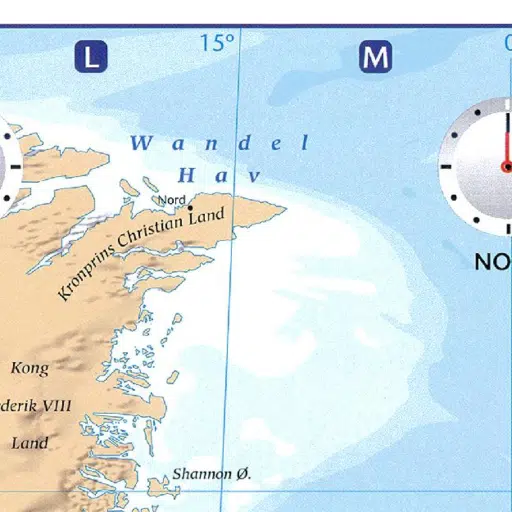 L
15°
M
0
Wandel
Hav
Nord
Kronprins Christian Land
NO
Kong
derik VIII
Land
Shannon Ø.